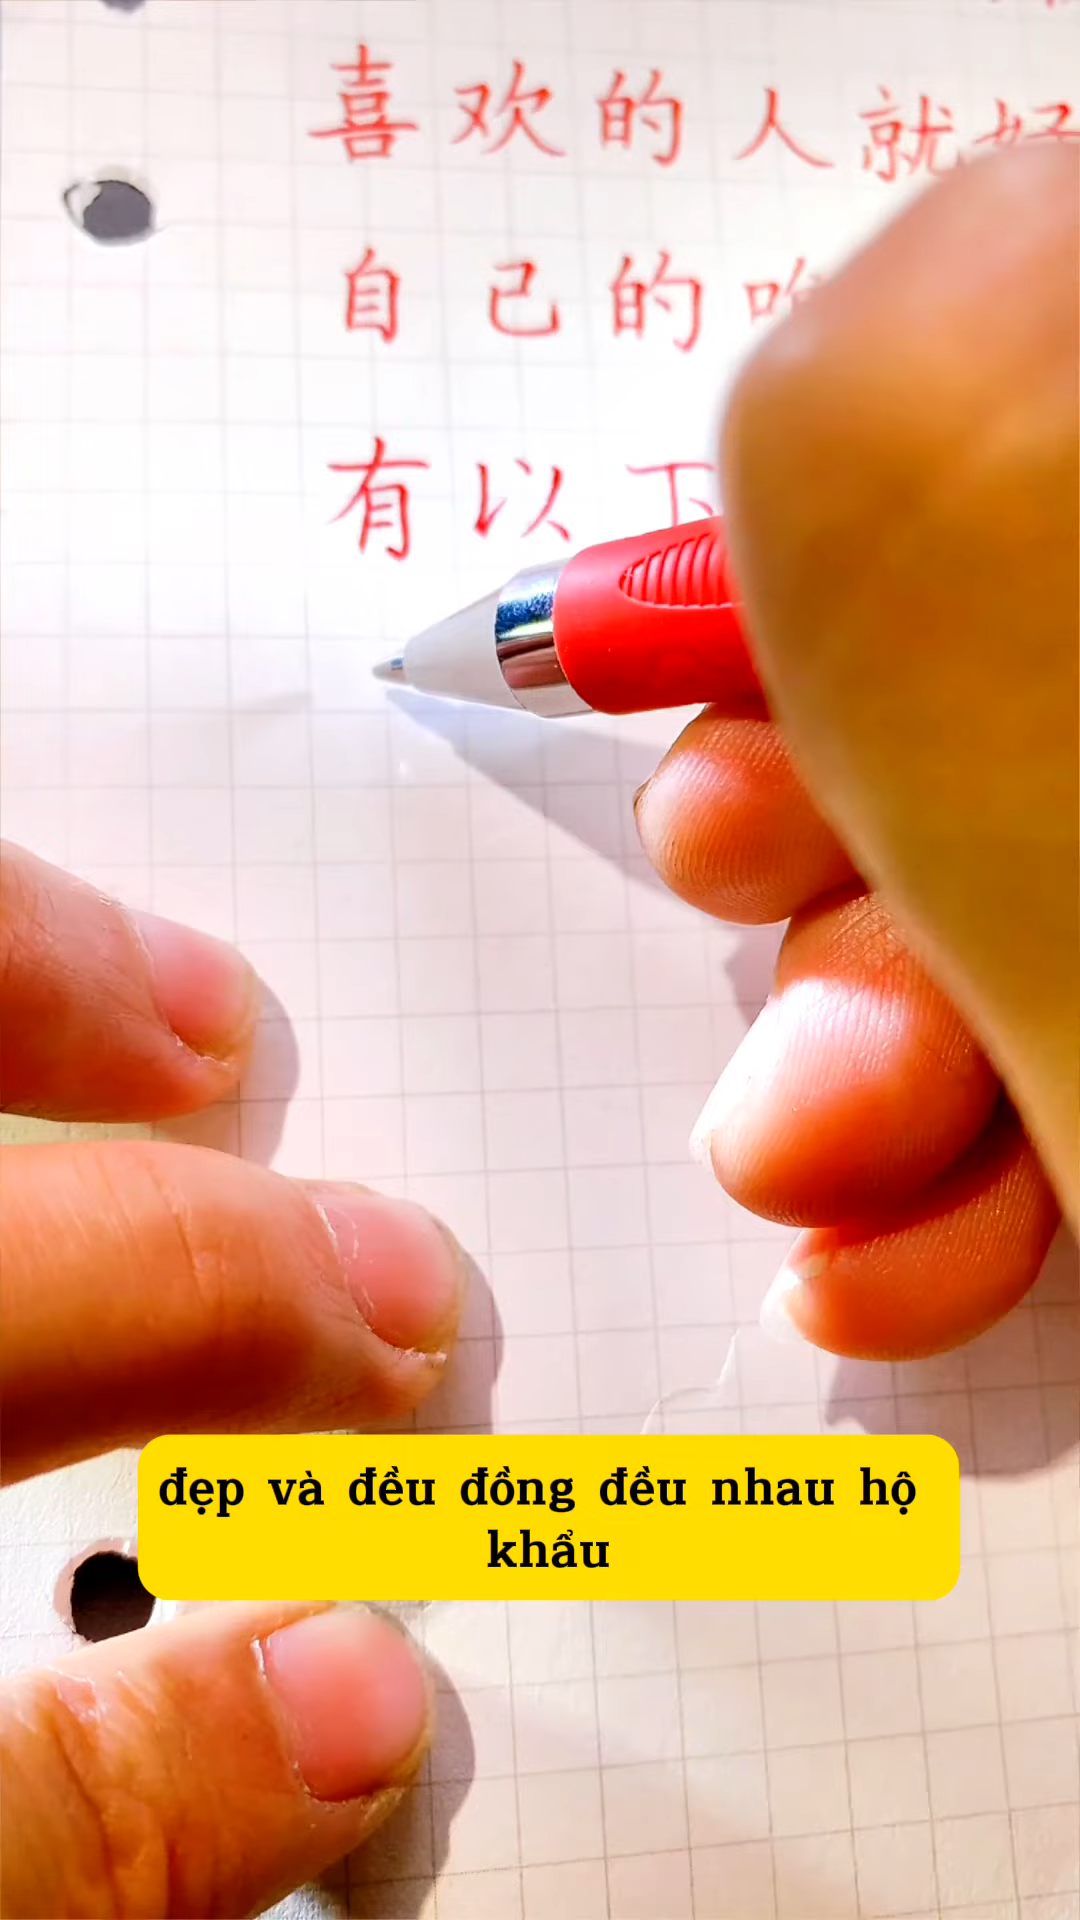 喜欢的人就好
自己的
有以下
đẹp và đều đồng đều nhau hộ
khẩu